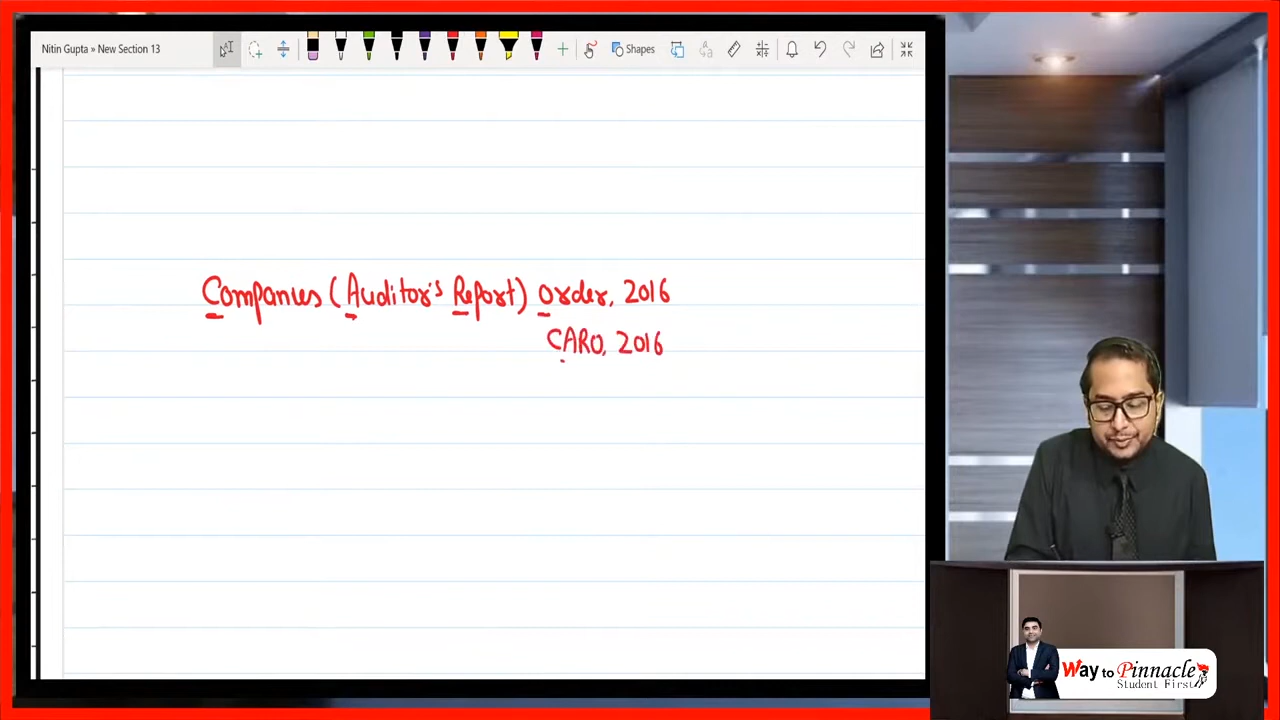 Nitin Gupta » New Section 13
Shapes
Companies (Auditor's Report) Order, 2016
CARO, 2016
Way to Pinnacle
Student First